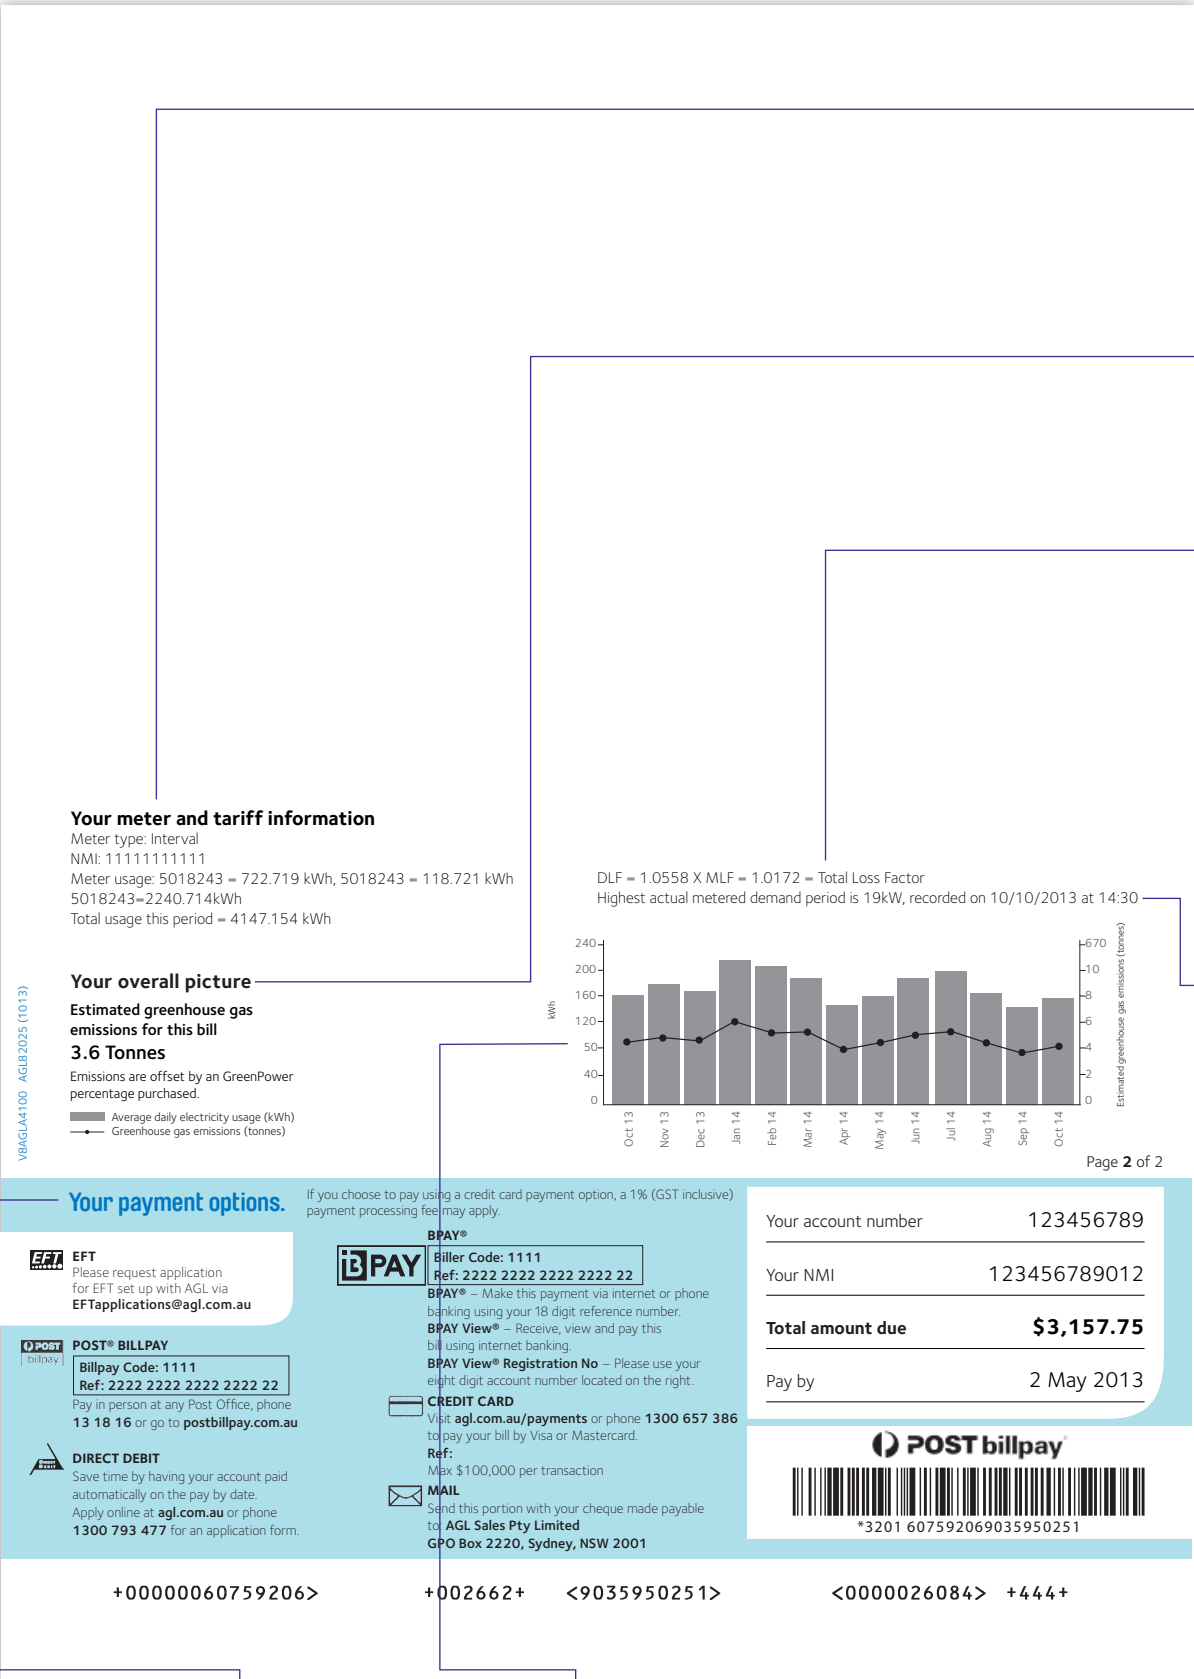 Your meter and tariff information
Meter type: Interval
NMI: 11111111111
Meter usage: 5018243 = 722.719 kWh, 5018243 = 118.721 kWh
5018243=2240.714kWh
Total usage this period = 4147.154 kWh
DLF = 1.0558 X MLF = 1.0172 = Total Loss Factor
Highest actual metered demand period is 19kW, recorded on 10/10/2013 at 14:30
Your overall picture
Estimated greenhouse gas
emissions for this bill
3.6 Tonnes
Emissions are offset by an GreenPower
percentage purchased.
Average daily electricity usage (kWh)
Greenhouse gas emissions (tonnes)
V8AGLA4100 AGL82025 (1013)
kWh
240
200
160
120
50
40
0
670
10
8
6
4
2
0
Estimated greenhouse gas emissions (tonnes)
Oct 13
Nov 13
Dec 13
Jan 14
Feb 14
Mar 14
Apr 14
May 14
Jun 14
Jul 14
Aug 14
Sep 14
Oct 14
Page 2 of 2
Your payment options.
If you choose to pay using a credit card payment option, a 1% (GST inclusive)
payment processing fee may apply.
EFT
EFT
Please request application
for EFT set up with AGL via
EFTapplications@agl.com.au
POST
billpay
POST® BILLPAY
Billpay Code: 1111
Ref: 2222 2222 2222 2222 22
Pay in person at any Post Office, phone
13 18 16 or go to postbillpay.com.au
Direct
Debit
DIRECT DEBIT
Save time by having your account paid
automatically on the pay by date.
Apply online at agl.com.au or phone
1300 793 477 for an application form.
BPAY®
BPAY
Biller Code: 1111
Ref: 2222 2222 2222 2222 22
BPAY® – Make this payment via internet or phone
banking using your 18 digit reference number.
BPAY View® – Receive, view and pay this
bill using internet banking.
BPAY View® Registration No – Please use your
eight digit account number located on the right.
CREDIT CARD
Visit agl.com.au/payments or phone 1300 657 386
to pay your bill by Visa or Mastercard.
Ref:
Max $100,000 per transaction
MAIL
Send this portion with your cheque made payable
to: AGL Sales Pty Limited
GPO Box 2220, Sydney, NSW 2001
Your account number 123456789
Your NMI 123456789012
Total amount due $3,157.75
Pay by 2 May 2013
POST billpay®
*3201 607592069035950251
+00000060759206> +002662+ <9035950251> <0000026084> +444+